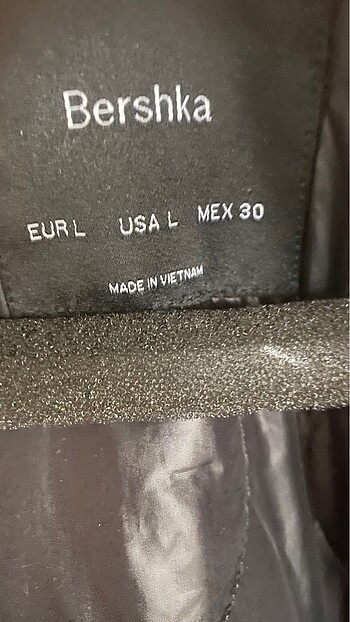 Bershka
EUR L USA L MEX 30
MADE IN VIETNAM